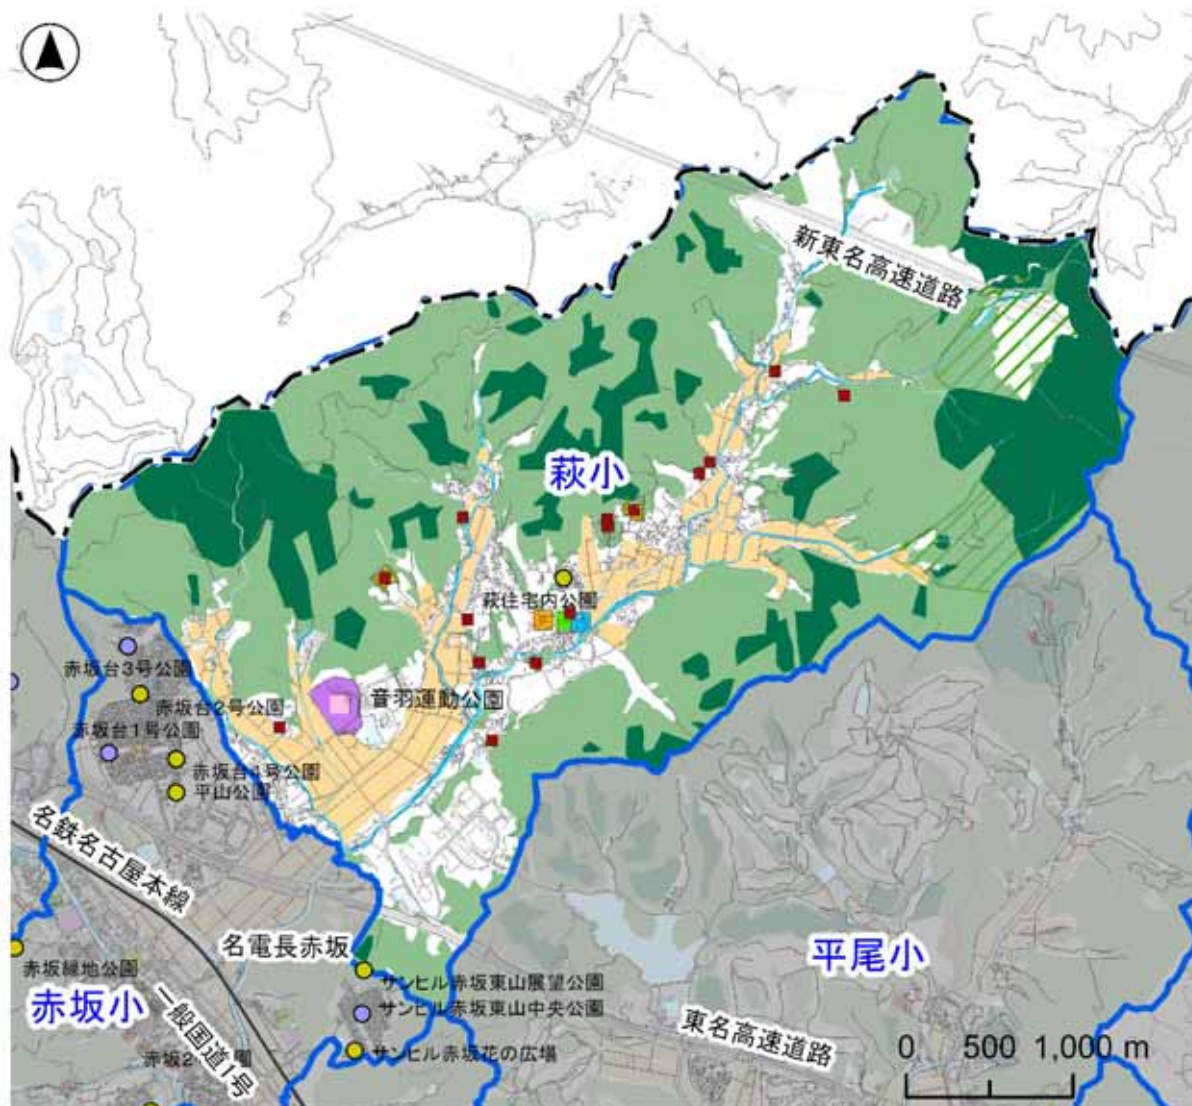 新東名高速道路
萩小
萩住宅内公園
音羽運動公園
赤坂台3号公園
赤坂台2号公園
赤坂台1号公園
赤坂台4号公園
平山公園
名鉄名古屋本線
名電長赤坂
赤坂緑地公園
サンヒル赤坂東山展望公園
平尾小
赤坂小
サンヒル赤坂東山中央公園
一般国道1号
東名高速道路
サンヒル赤坂花の広場
赤坂2
園
0 500 1,000 m